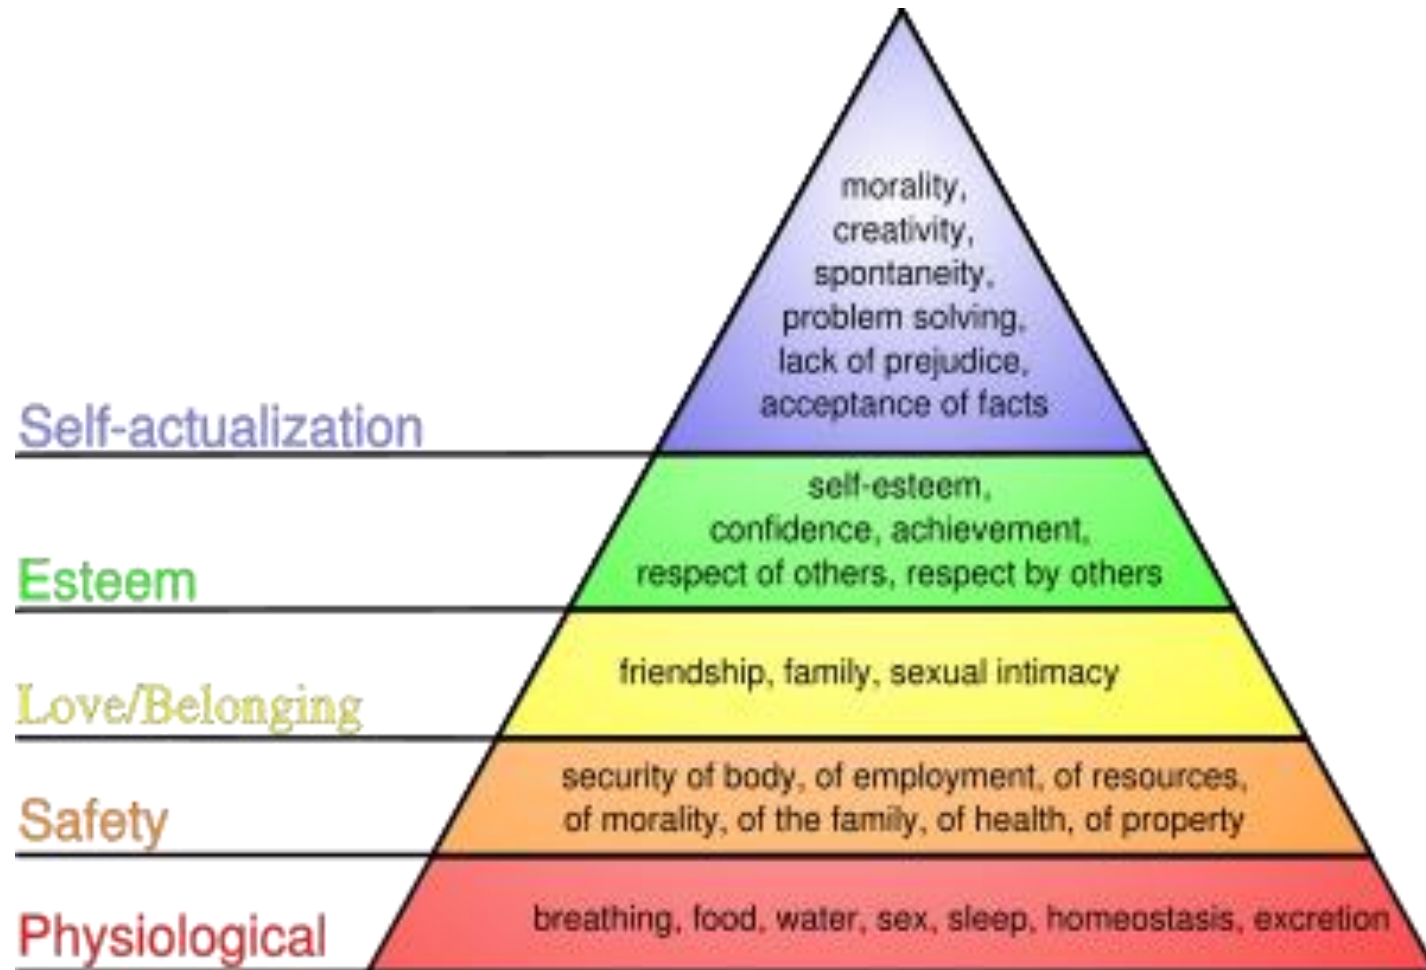 morality,
creativity,
spontaneity,
problem solving,
lack of prejudice,
acceptance of facts
Self-actualization
self-esteem,
confidence, achievement,
respect of others, respect by others
Esteem
friendship, family, sexual intimacy
Love/Belonging
security of body, of employment, of resources,
of morality, of the family, of health, of property
Safety
breathing, food, water, sex, sleep, homeostasis, excretion
Physiological